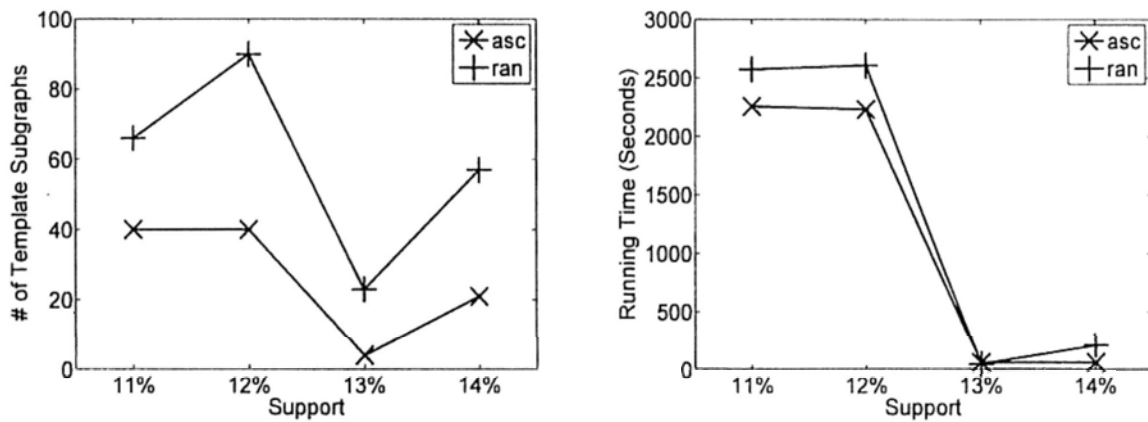 # of Template Subgraphs
100
80
60
40
20
0
11%
12%
13%
14%
Support
asc
ran
Running Time (Seconds)
3000
2500
2000
1500
1000
500
0
11%
12%
13%
14%
Support
asc
ran